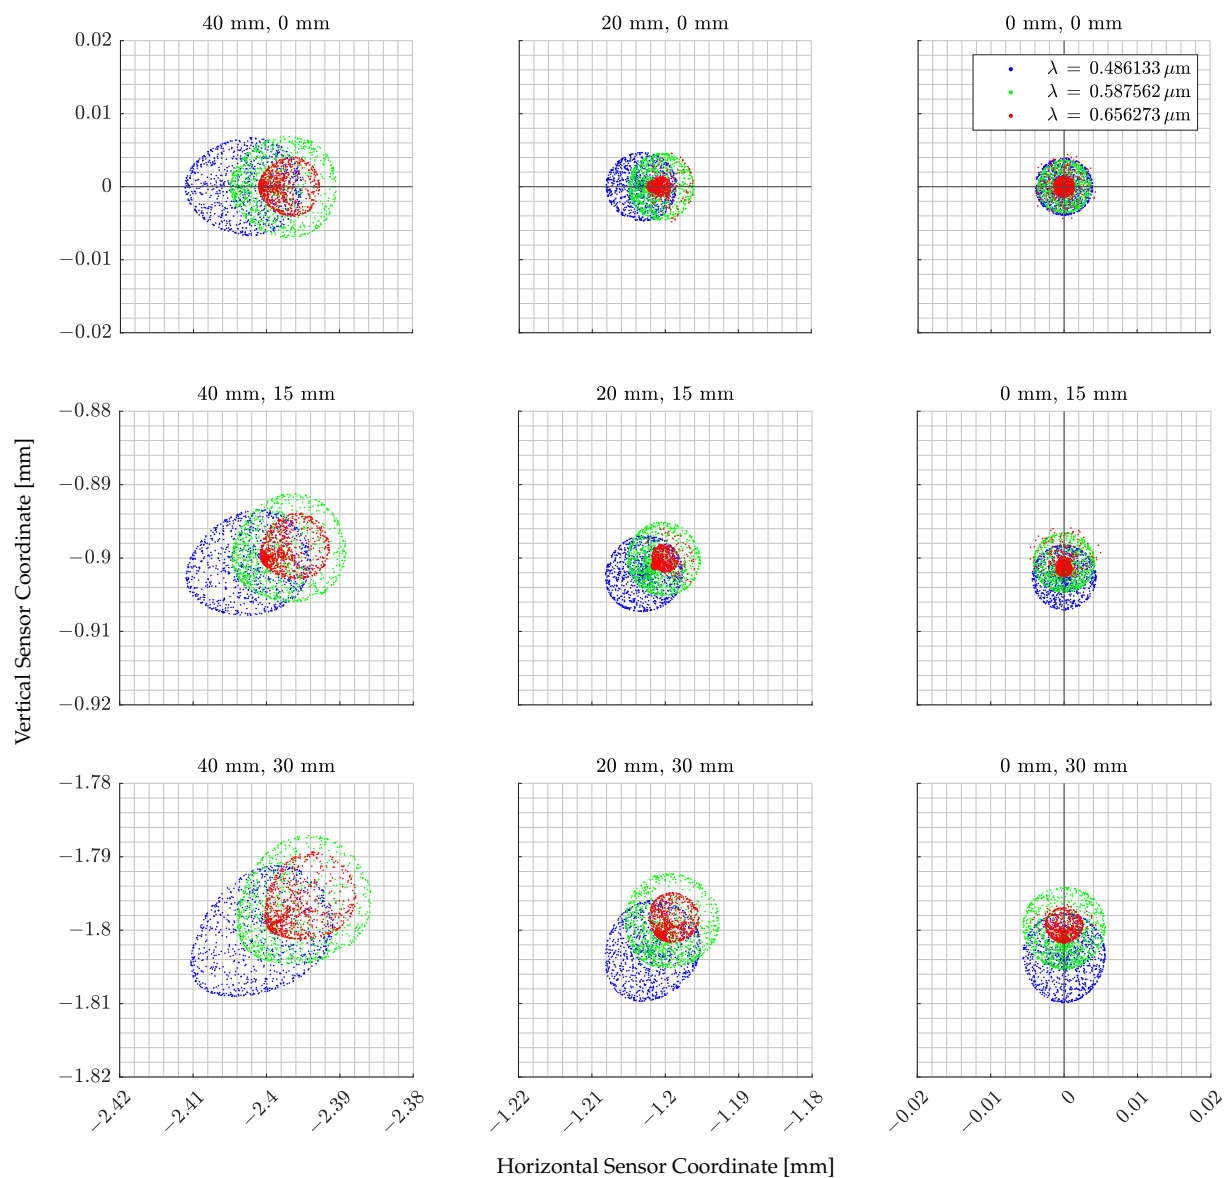 40 mm, 0 mm
20 mm, 0 mm
0 mm, 0 mm
λ = 0.486133 μm
λ = 0.587562 μm
λ = 0.656273 μm
0.02
0.01
0
−0.01
−0.02
40 mm, 15 mm
20 mm, 15 mm
0 mm, 15 mm
−0.88
−0.89
−0.9
−0.91
−0.92
Vertical Sensor Coordinate [mm]
40 mm, 30 mm
20 mm, 30 mm
0 mm, 30 mm
−1.78
−1.79
−1.8
−1.81
−1.82
−2.42
−2.41
−2.4
−2.39
−2.38
−1.22
−1.21
−1.2
−1.19
−1.18
−0.02
−0.01
0
0.01
0.02
Horizontal Sensor Coordinate [mm]